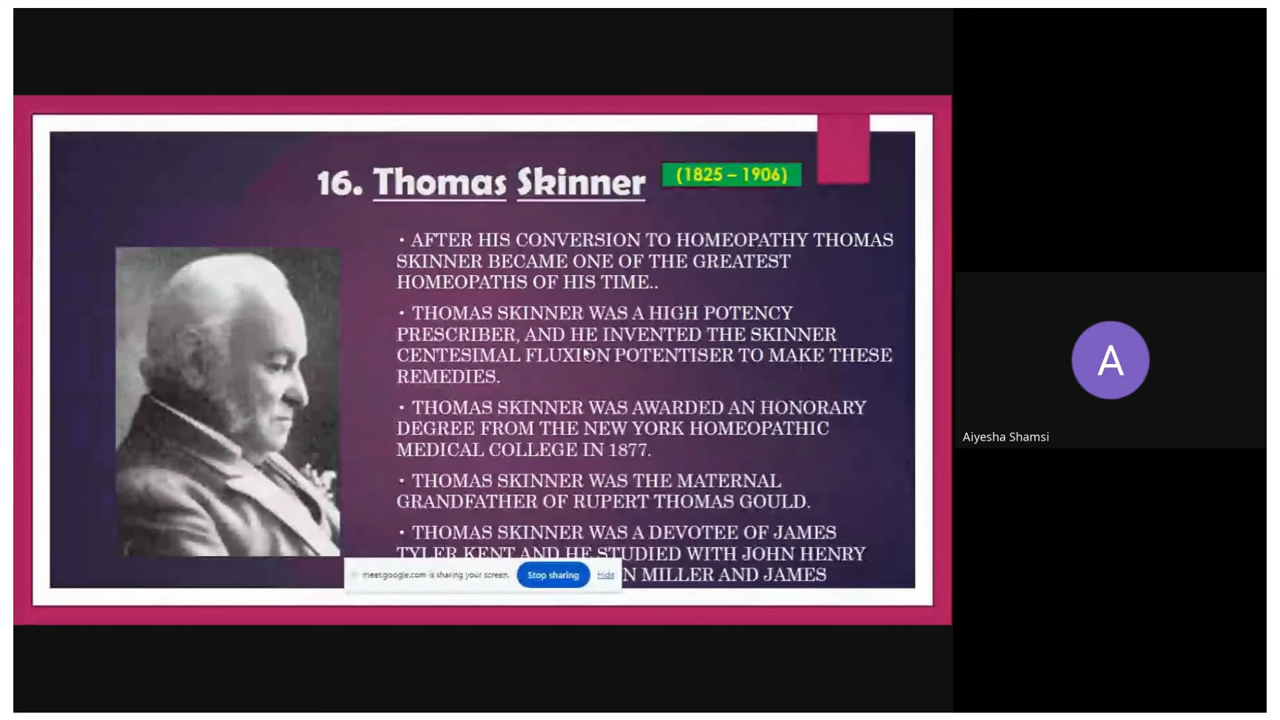 16. Thomas Skinner
(1825 – 1906)
• AFTER HIS CONVERSION TO HOMEOPATHY THOMAS
SKINNER BECAME ONE OF THE GREATEST
HOMEOPATHS OF HIS TIME..
• THOMAS SKINNER WAS A HIGH POTENCY
PRESCRIBER, AND HE INVENTED THE SKINNER
CENTESIMAL FLUXION POTENTISER TO MAKE THESE
REMEDIES.
• THOMAS SKINNER WAS AWARDED AN HONORARY
DEGREE FROM THE NEW YORK HOMEOPATHIC
MEDICAL COLLEGE IN 1877.
• THOMAS SKINNER WAS THE MATERNAL
GRANDFATHER OF RUPERT THOMAS GOULD.
• THOMAS SKINNER WAS A DEVOTEE OF JAMES
TYLER KENT AND HE STUDIED WITH JOHN HENRY
N MILLER AND JAMES
meet.google.com is sharing your screen.
Stop sharing
Hide
A
Aiyesha Shamsi